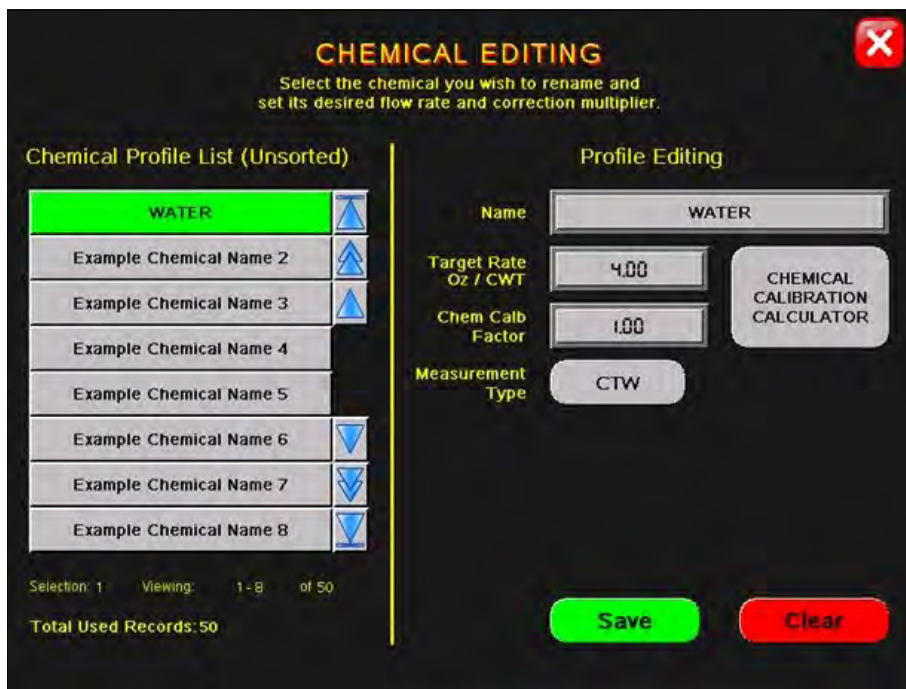 CHEMICAL EDITING
Select the chemical you wish to rename and
set its desired flow rate and correction multiplier.
Chemical Profile List (Unsorted)
WATER
Example Chemical Name 2
Example Chemical Name 3
Example Chemical Name 4
Example Chemical Name 5
Example Chemical Name 6
Example Chemical Name 7
Example Chemical Name 8
Selection: 1 Viewing: 1 - 8 of 50
Total Used Records: 50
Profile Editing
Name WATER
Target Rate
Oz / CWT
4.00
Chem Calb
Factor
1.00
CHEMICAL
CALIBRATION
CALCULATOR
Measurement
Type
CTW
Save Clear